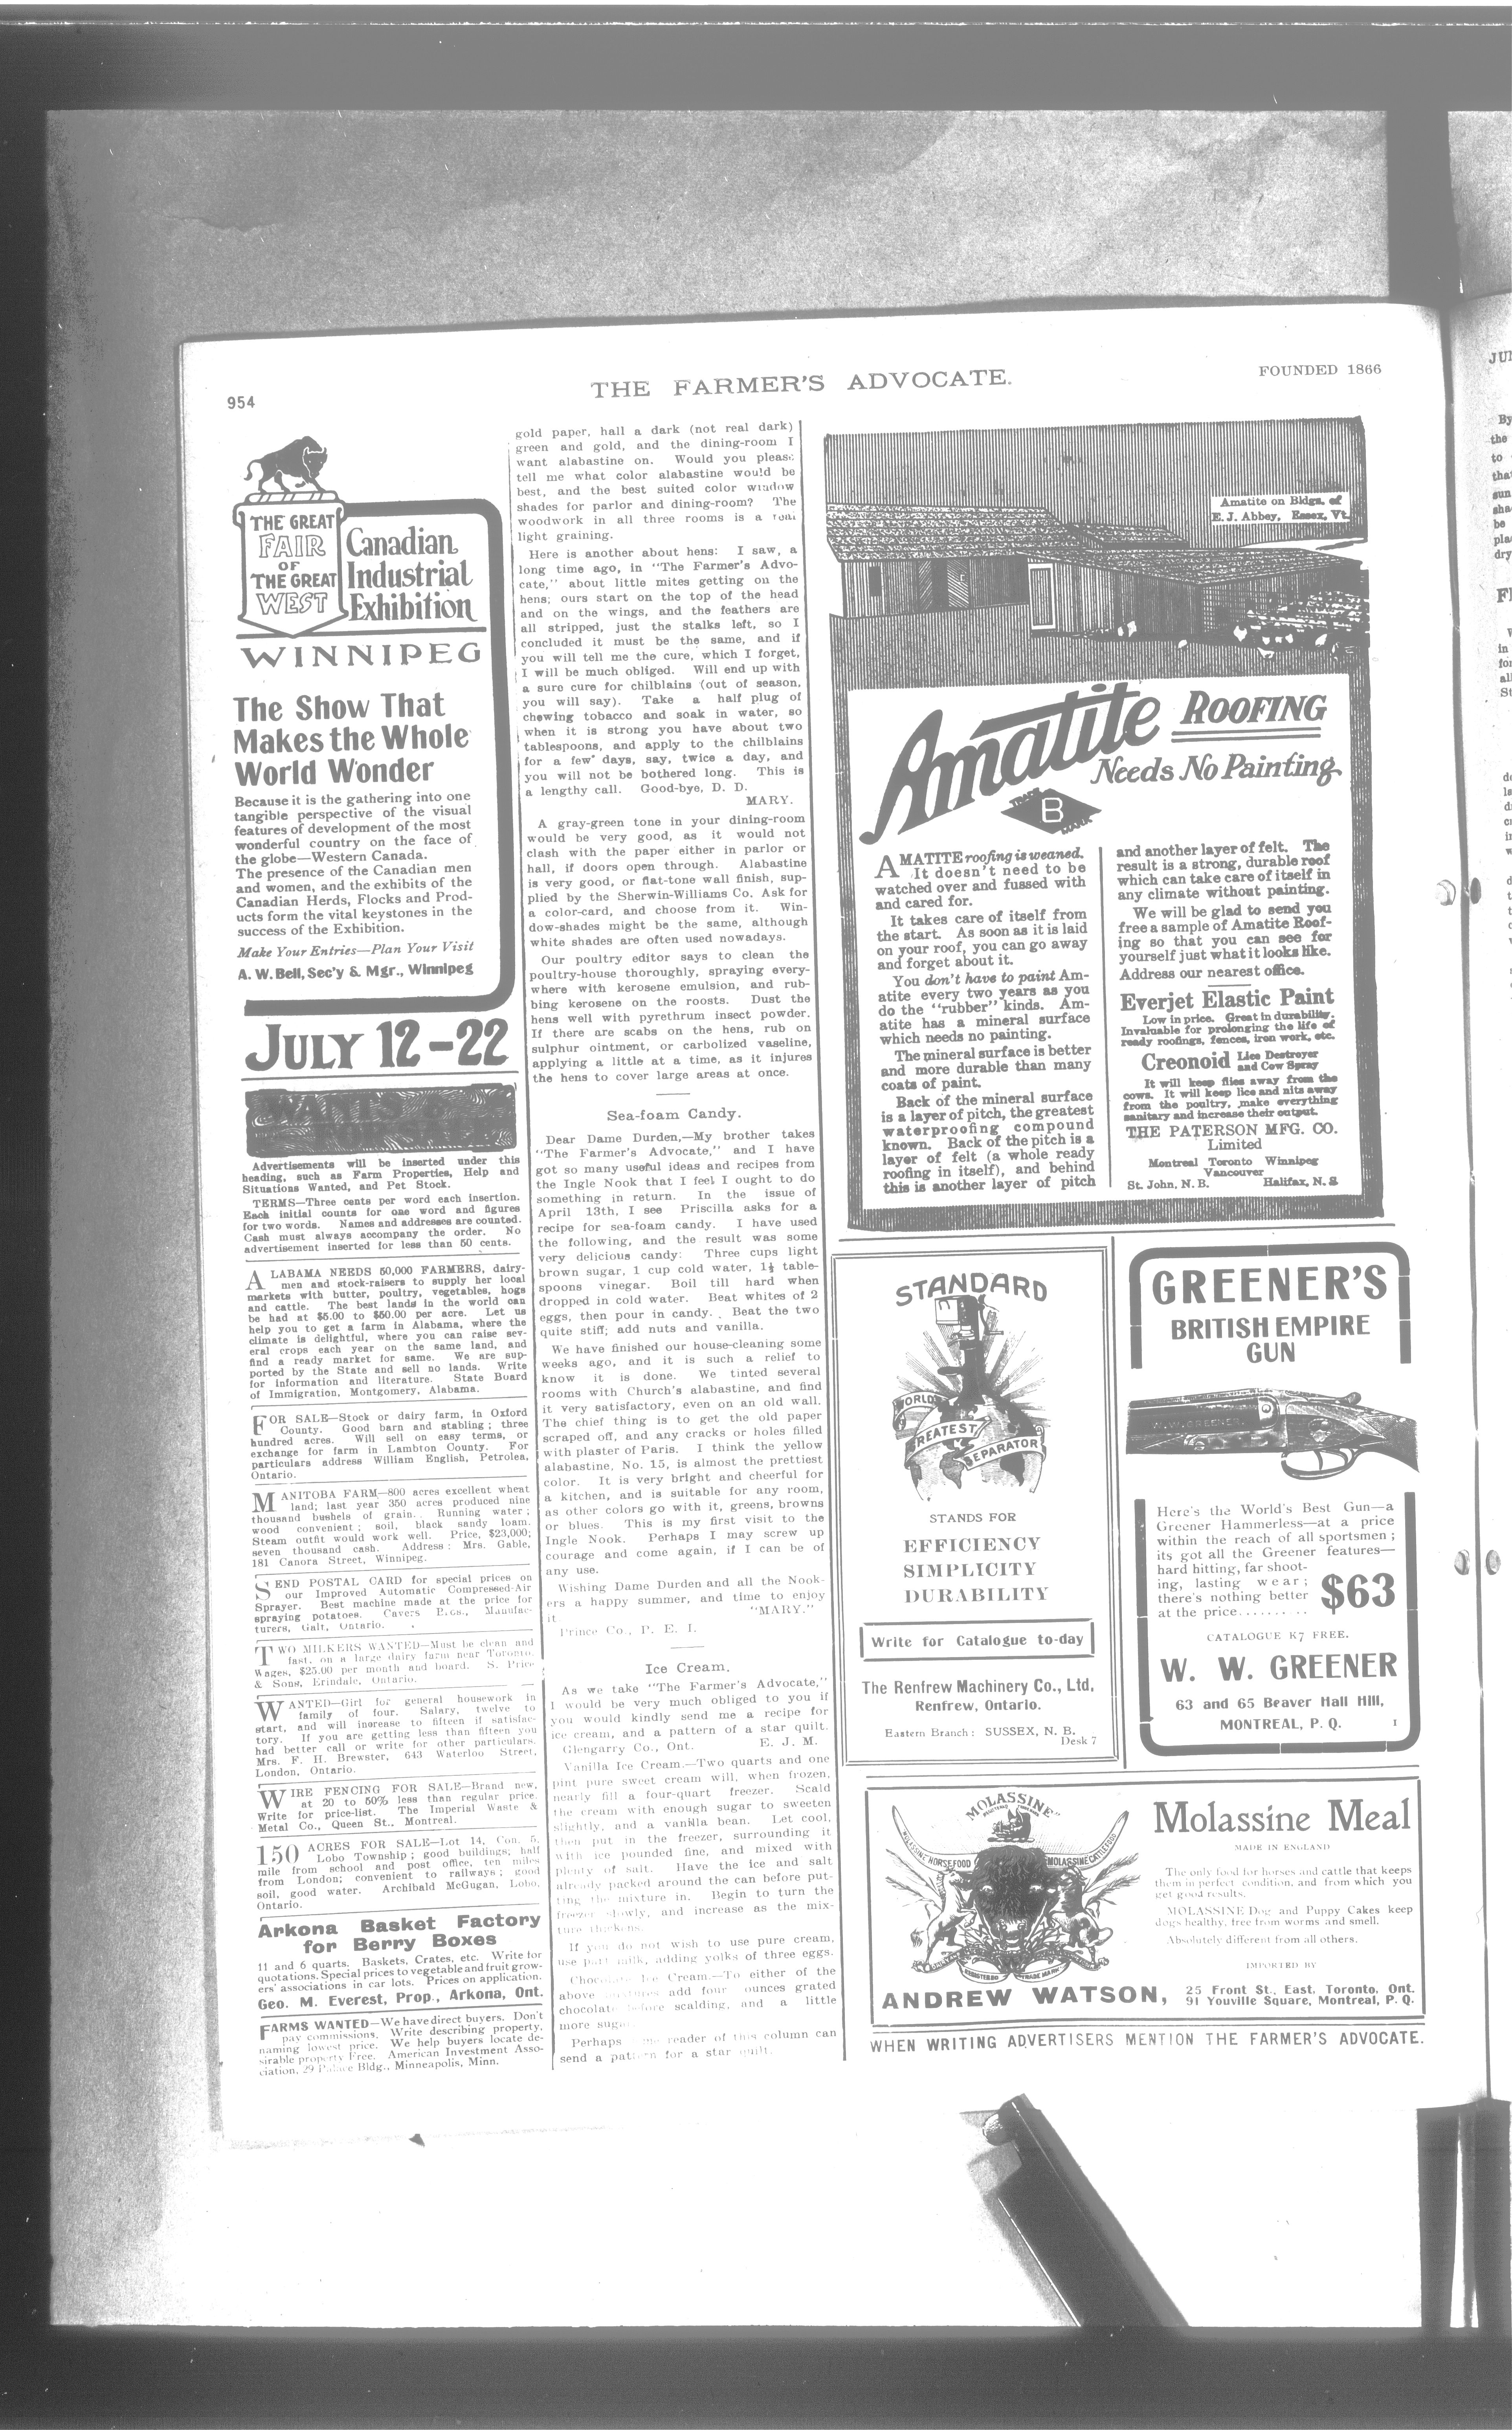 954
THE FARMER'S ADVOCATE.
FOUNDED 1866
THE GREAT
FAIR
OF
THE GREAT
WEST
Canadian
Industrial
Exhibition
WINNIPEG
The Show That
Makes the Whole
World Wonder
Because it is the gathering into one
tangible perspective of the visual
features of development of the most
wonderful country on the face of
the globe—Western Canada.
The presence of the Canadian men
and women, and the exhibits of the
Canadian Herds, Flocks and Prod-
ucts form the vital keystones in the
success of the Exhibition.
Make Your Entries—Plan Your Visit
A. W. Bell, Sec'y & Mgr., Winnipeg
JULY 12-22
Advertisements will be inserted under this
heading, such as Farm Properties, Help and
Situations Wanted, and Pet Stock.
TERMS—Three cents per word each insertion.
Each initial counts for one word and figures
for two words. Names and addresses are counted.
Cash must always accompany the order. No
advertisement inserted for less than 50 cents.
ALABAMA NEEDS 50,000 FARMERS, dairy-
men and stock-raisers to supply her local
markets with butter, poultry, vegetables, hogs
and cattle. The best lands in the world can
be had at $5.00 to $50.00 per acre. Let us
help you to get a farm in Alabama, where the
climate is delightful, where you can raise sev-
eral crops each year on the same land, and
find a ready market for same. We are sup-
ported by the State and sell no lands. Write
for information and literature. State Board
of Immigration, Montgomery, Alabama.
FOR SALE—Stock or dairy farm, in Oxford
County. Good barn and stabling; three
hundred acres. Will sell on easy terms, or
exchange for farm in Lambton County. For
particulars address William English, Petrolea,
Ontario.
MANITOBA FARM—800 acres excellent wheat
land; last year 350 acres produced nine
thousand bushels of grain. Running water;
wood convenient; soil, black sandy loam.
Steam outfit would work well. Price, $23,000;
seven thousand cash. Address: Mrs. Gable,
181 Canora Street, Winnipeg.
SEND POSTAL CARD for special prices on
our Improved Automatic Compressed-Air
Sprayer. Best machine made at the price for
spraying potatoes. Cavers Bros., Manufac-
turers, Galt, Ontario.
TWO MILKERS WANTED—Must be clean and
fast, on a large dairy farm near Toronto.
Wages, $25.00 per month and board. S. Price
& Sons, Erindale, Ontario.
WANTED—Girl for general housework in
family of four. Salary, twelve to
start, and will increase to fifteen if satisfac-
tory. If you are getting less than fifteen you
had better call or write for other particulars.
Mrs. F. H. Brewster, 643 Waterloo Street,
London, Ontario.
WIRE FENCING FOR SALE—Brand new,
at 20 to 50% less than regular price.
Write for price-list. The Imperial Waste &
Metal Co., Queen St., Montreal.
150 ACRES FOR SALE—Lot 14, Con. 5,
Lobo Township; good buildings; half
mile from school and post office, ten miles
from London; convenient to railways; good
soil, good water. Archibald McGugan, Lobo,
Ontario.
Arkona Basket Factory
for Berry Boxes
11 and 6 quarts. Baskets, Crates, etc. Write for
quotations. Special prices to vegetable and fruit grow-
ers' associations in car lots. Prices on application.
Geo. M. Everest, Prop., Arkona, Ont.
FARMS WANTED—We have direct buyers. Don't
pay commissions. Write describing property,
naming lowest price. We help buyers locate de-
sirable property Free. American Investment Asso-
ciation, 29 Palace Bldg., Minneapolis, Minn.
gold paper, hall a dark (not real dark)
green and gold, and the dining-room I
want alabastine on. Would you please
tell me what color alabastine would be
best, and the best suited color window
shades for parlor and dining-room? The
woodwork in all three rooms is a
light graining.
Here is another about hens: I saw, a
long time ago, in "The Farmer's Advo-
cate," about little mites getting on the
hens; ours start on the top of the head
and on the wings, and the feathers are
all stripped, just the stalks left, so I
concluded it must be the same, and if
you will tell me the cure, which I forget,
I will be much obliged. Will end up with
a sure cure for chilblains (out of season,
you will say). Take a half plug of
chewing tobacco and soak in water, so
when it is strong you have about two
tablespoons, and apply to the chilblains
for a few days, say, twice a day, and
you will not be bothered long. This is
a lengthy call. Good-bye, D. D.
MARY.
A gray-green tone in your dining-room
would be very good, as it would not
clash with the paper either in parlor or
hall, if doors open through. Alabastine
is very good, or flat-tone wall finish, sup-
plied by the Sherwin-Williams Co. Ask for
a color-card, and choose from it. Win-
dow-shades might be the same, although
white shades are often used nowadays.
Our poultry editor says to clean the
poultry-house thoroughly, spraying every-
where with kerosene emulsion, and rub-
bing kerosene on the roosts. Dust the
hens well with pyrethrum insect powder.
If there are scabs on the hens, rub on
sulphur ointment, or carbolized vaseline,
applying a little at a time, as it injures
the hens to cover large areas at once.
Sea-foam Candy.
Dear Dame Durden,—My brother takes
"The Farmer's Advocate," and I have
got so many useful ideas and recipes from
the Ingle Nook that I feel I ought to do
something in return. In the issue of
April 13th, I see Priscilla asks for a
recipe for sea-foam candy. I have used
the following, and the result was some
very delicious candy: Three cups light
brown sugar, 1 cup cold water, 1½ table-
spoons vinegar. Boil till hard when
dropped in cold water. Beat whites of 2
eggs, then pour in candy. Beat the two
quite stiff; add nuts and vanilla.
We have finished our house-cleaning some
weeks ago, and it is such a relief to
know it is done. We tinted several
rooms with Church's alabastine, and find
it very satisfactory, even on an old wall.
The chief thing is to get the old paper
scraped off, and any cracks or holes filled
with plaster of Paris. I think the yellow
alabastine, No. 15, is almost the prettiest
color. It is very bright and cheerful for
a kitchen, and is suitable for any room,
as other colors go with it, greens, browns
or blues. This is my first visit to the
Ingle Nook. Perhaps I may screw up
courage and come again, if I can be of
any use.
Wishing Dame Durden and all the Nook-
ers a happy summer, and time to enjoy
it.
"MARY."
Prince Co., P. E. I.
Ice Cream.
As we take "The Farmer's Advocate,"
I would be very much obliged to you if
you would kindly send me a recipe for
ice cream, and a pattern of a star quilt.
Glengarry Co., Ont. E. J. M.
Vanilla Ice Cream.—Two quarts and one
pint pure sweet cream will, when frozen,
nearly fill a four-quart freezer. Scald
the cream with enough sugar to sweeten
slightly, and a vanilla bean. Let cool,
then put in the freezer, surrounding it
with ice pounded fine, and mixed with
plenty of salt. Have the ice and salt
already packed around the can before put-
ting the mixture in. Begin to turn the
freezer slowly, and increase as the mix-
ture thickens.
If you do not wish to use pure cream,
use part milk, adding yolks of three eggs.
Chocolate Ice Cream.—To either of the
above mixtures add four ounces grated
chocolate before scalding, and a little
more sugar.
Perhaps some reader of this column can
send a pattern for a star quilt.
Amatite on Bldgs. of
E. J. Abbey, Essex, Vt.
Amatite ROOFING
Needs No Painting
TRADE B MARK
AMATITE roofing is weaned.
It doesn't need to be
watched over and fussed with
and cared for.
It takes care of itself from
the start. As soon as it is laid
on your roof, you can go away
and forget about it.
You don't have to paint Am-
atite every two years as you
do the "rubber" kinds. Am-
atite has a mineral surface
which needs no painting.
The mineral surface is better
and more durable than many
coats of paint.
Back of the mineral surface
is a layer of pitch, the greatest
waterproofing compound
known. Back of the pitch is a
layer of felt (a whole ready
roofing in itself), and behind
this is another layer of pitch
and another layer of felt. The
result is a strong, durable roof
which can take care of itself in
any climate without painting.
We will be glad to send you
free a sample of Amatite Roof-
ing so that you can see for
yourself just what it looks like.
Address our nearest office.
Everjet Elastic Paint
Low in price. Great in durability.
Invaluable for prolonging the life of
ready roofings, fences, iron work, etc.
Creonoid Lice Destroyer
and Cow Spray
It will keep flies away from the
cows. It will keep lice and nits away
from the poultry, make everything
sanitary and increase their output.
THE PATERSON MFG. CO.
Limited
Montreal Toronto Winnipeg
Vancouver
St. John, N. B. Halifax, N. S.
STANDARD
WORLDS
GREATEST
SEPARATOR
STANDS FOR
EFFICIENCY
SIMPLICITY
DURABILITY
Write for Catalogue to-day
The Renfrew Machinery Co., Ltd,
Renfrew, Ontario.
Eastern Branch: SUSSEX, N. B.
Desk 7
GREENER'S
BRITISH EMPIRE
GUN
W. W. GREENER.
Here's the World's Best Gun—a
Greener Hammerless—at a price
within the reach of all sportsmen;
its got all the Greener features—
hard hitting, far shoot-
ing, lasting wear;
there's nothing better
at the price..........
$63
CATALOGUE K7 FREE.
W. W. GREENER
63 and 65 Beaver Hall Hill,
MONTREAL, P. Q. 1
"MOLASSINE"
MOLASSINE HORSE FOOD
MOLASSINE CATTLE FOOD
REGISTERED TRADE MARK
Molassine Meal
MADE IN ENGLAND
The only food for horses and cattle that keeps
them in perfect condition, and from which you
get good results.
MOLASSINE Dog and Puppy Cakes keep
dogs healthy, free from worms and smell.
Absolutely different from all others.
IMPORTED BY
ANDREW WATSON,
25 Front St., East, Toronto, Ont.
91 Youville Square, Montreal, P. Q.
WHEN WRITING ADVERTISERS MENTION THE FARMER'S ADVOCATE.